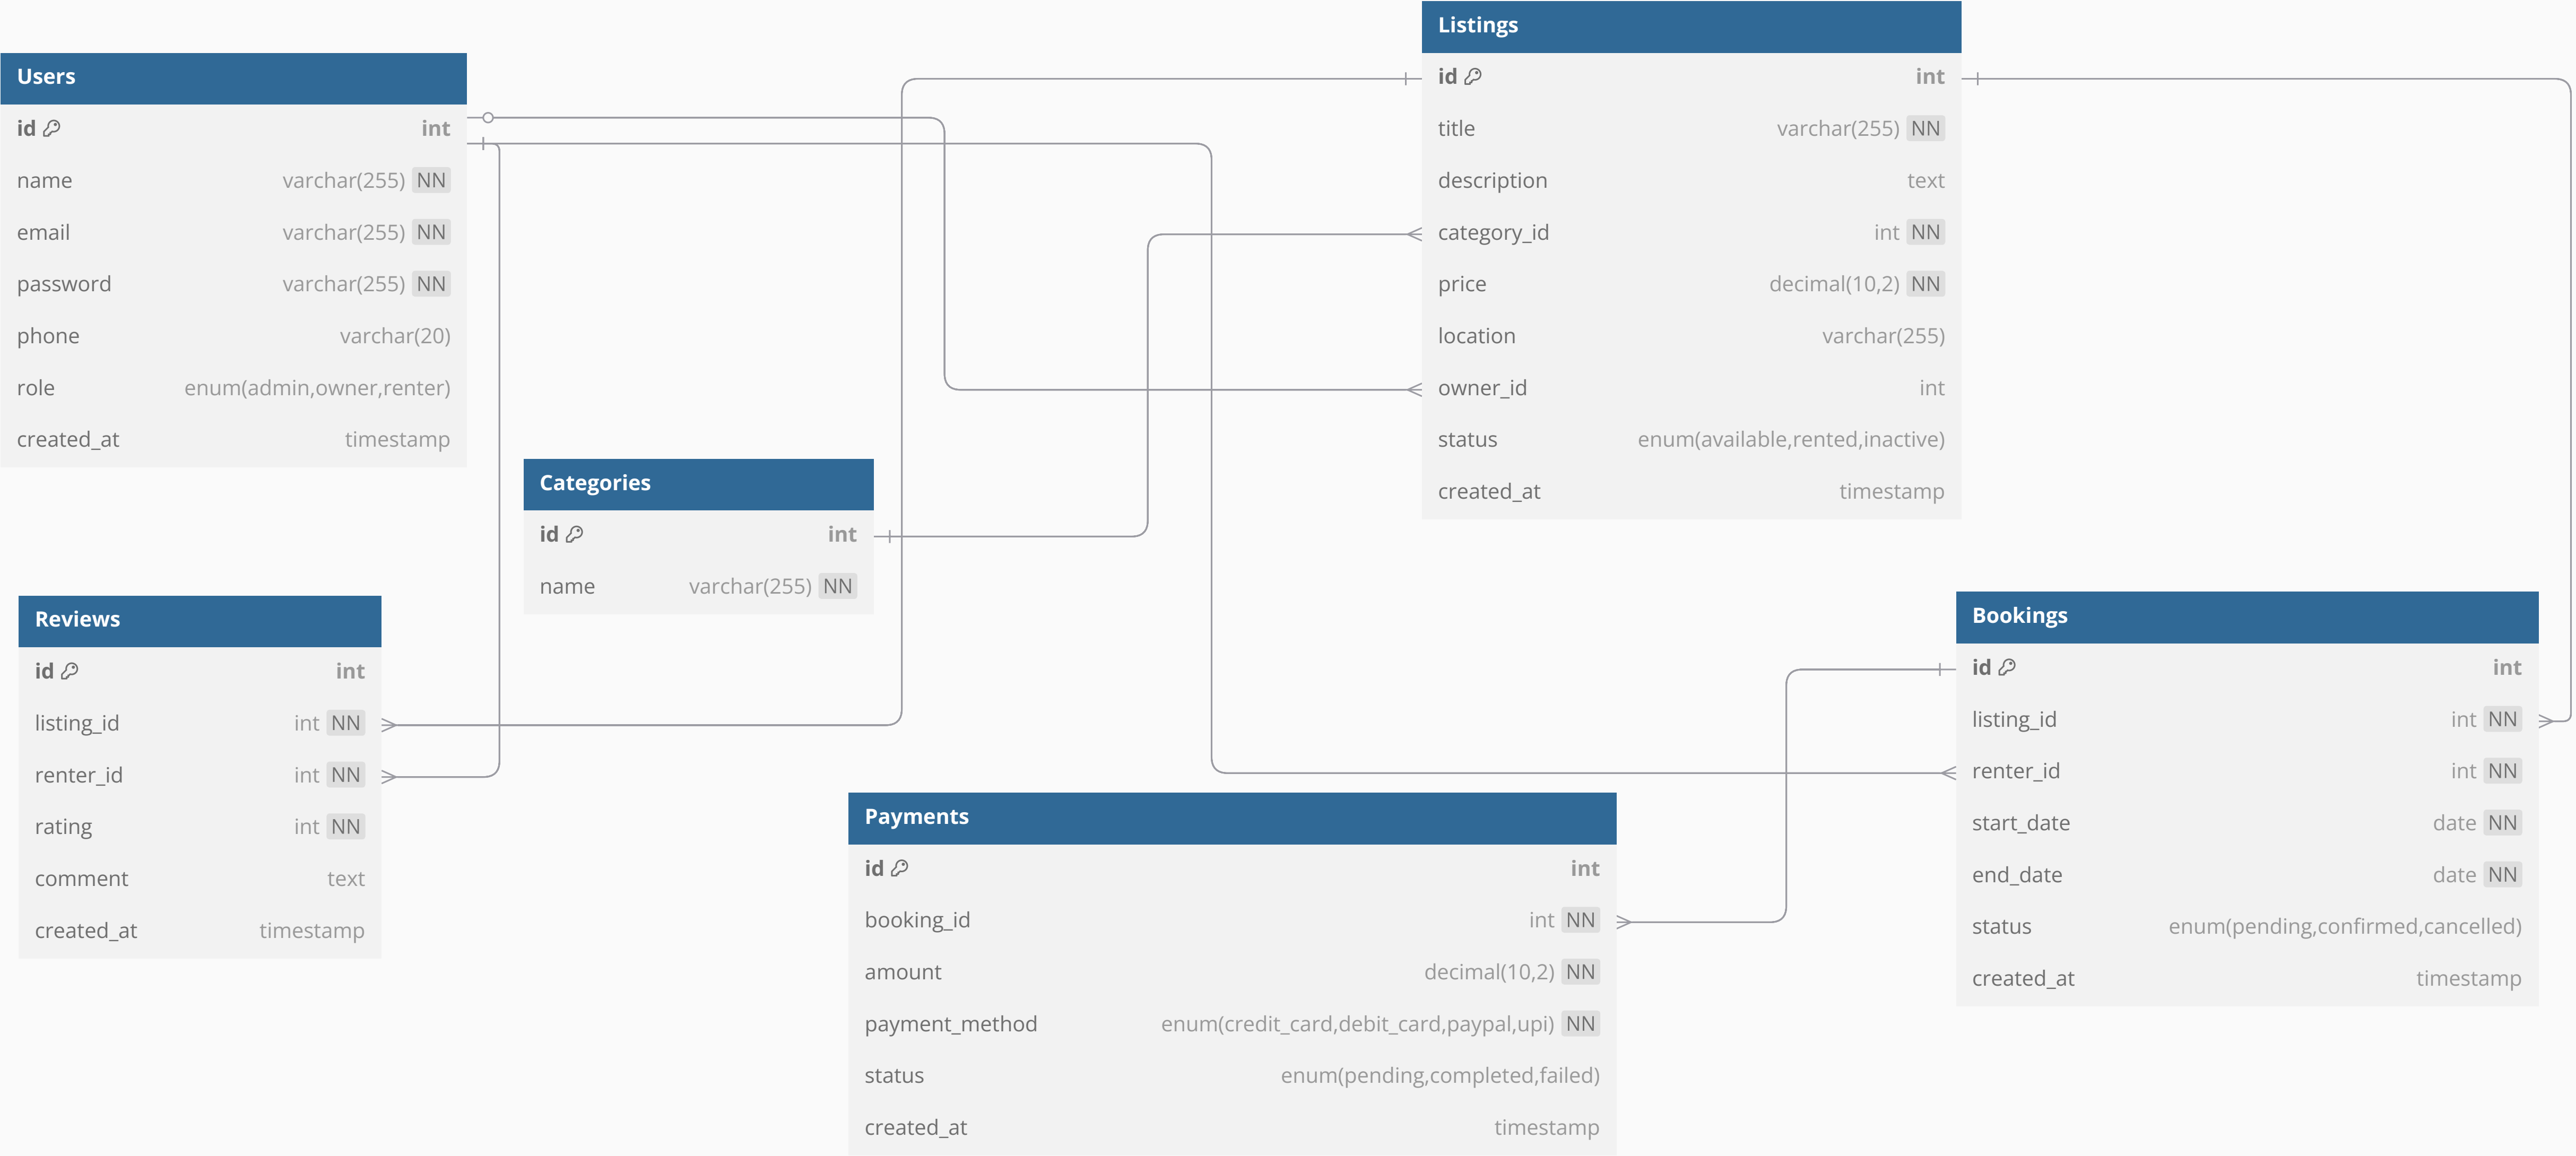 Users
id int
name varchar(255) NN
email varchar(255) NN
password varchar(255) NN
phone varchar(20)
role enum(admin,owner,renter)
created_at timestamp
Listings
id int
title varchar(255) NN
description text
category_id int NN
price decimal(10,2) NN
location varchar(255)
owner_id int
status enum(available,rented,inactive)
created_at timestamp
Categories
id int
name varchar(255) NN
Reviews
id int
listing_id int NN
renter_id int NN
rating int NN
comment text
created_at timestamp
Payments
id int
booking_id int NN
amount decimal(10,2) NN
payment_method enum(credit_card,debit_card,paypal,upi) NN
status enum(pending,completed,failed)
created_at timestamp
Bookings
id int
listing_id int NN
renter_id int NN
start_date date NN
end_date date NN
status enum(pending,confirmed,cancelled)
created_at timestamp